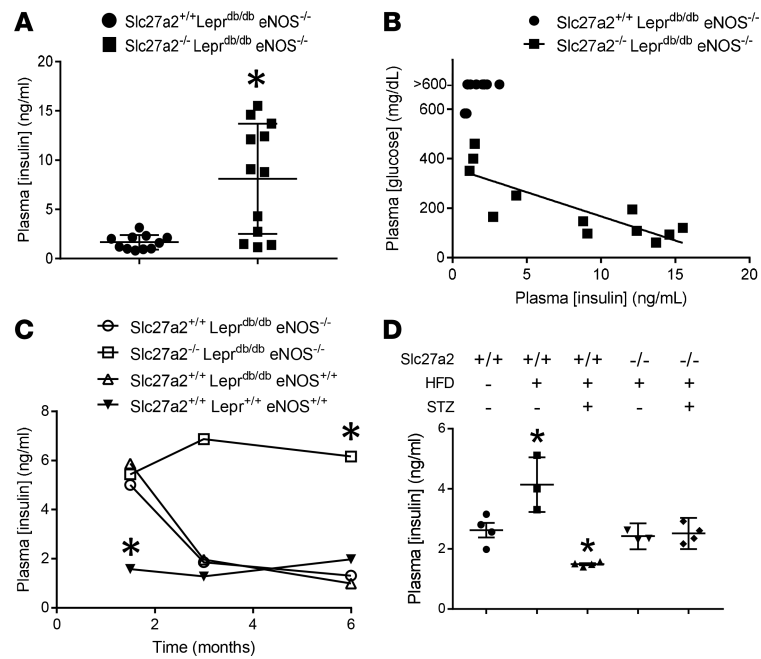 A
Slc27a2+/+Leprdb/db eNOS-/-
Slc27a2-/- Leprdb/db eNOS-/-
*
Plasma [insulin] (ng/ml)
20
15
10
5
0
B
Slc27a2+/+ Leprdb/db eNOS-/-
Slc27a2-/- Leprdb/db eNOS-/-
Plasma [glucose] (mg/dL)
>600
600
400
200
0
0 5 10 15 20
Plasma [insulin] (ng/mL)
C
Slc27a2+/+ Leprdb/db eNOS-/-
Slc27a2-/- Leprdb/db eNOS-/-
Slc27a2+/+ Leprdb/db eNOS+/+
Slc27a2+/+ Lepr+/+ eNOS+/+
Plasma [insulin] (ng/ml)
8
6
4
2
0
*
*
0 2 4 6
Time (months)
D
Slc27a2 +/+ +/+ +/+ -/- -/-
HFD - + + + +
STZ - - + - +
Plasma [insulin] (ng/ml)
6
4
2
0
*
*